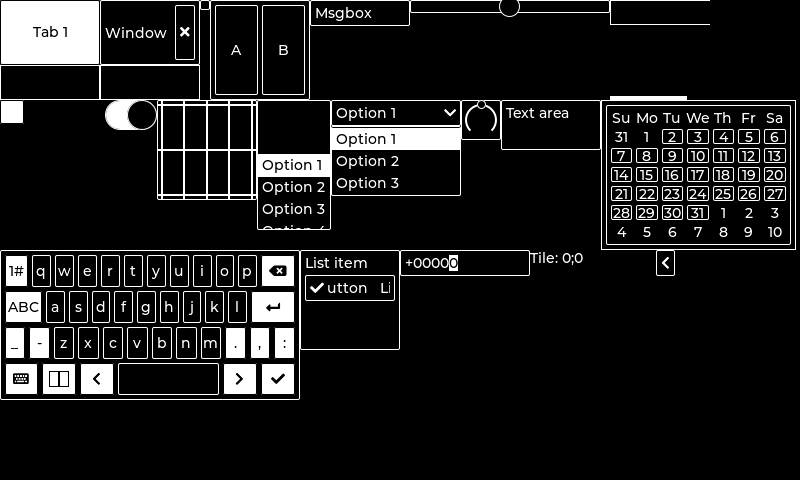 Tab 1
Window
A B
Msgbox
Option 1
Option 2
Option 3
Option 1
Option 1
Option 2
Option 3
Text area
Su Mo Tu We Th Fr Sa
31 1 2 3 4 5 6
7 8 9 10 11 12 13
14 15 16 17 18 19 20
21 22 23 24 25 26 27
28 29 30 31 1 2 3
4 5 6 7 8 9 10
1# q w e r t y u i o p
ABC a s d f g h j k l
_ - z x c v b n m . , :
List item
utton Li
+00000
Tile: 0;0